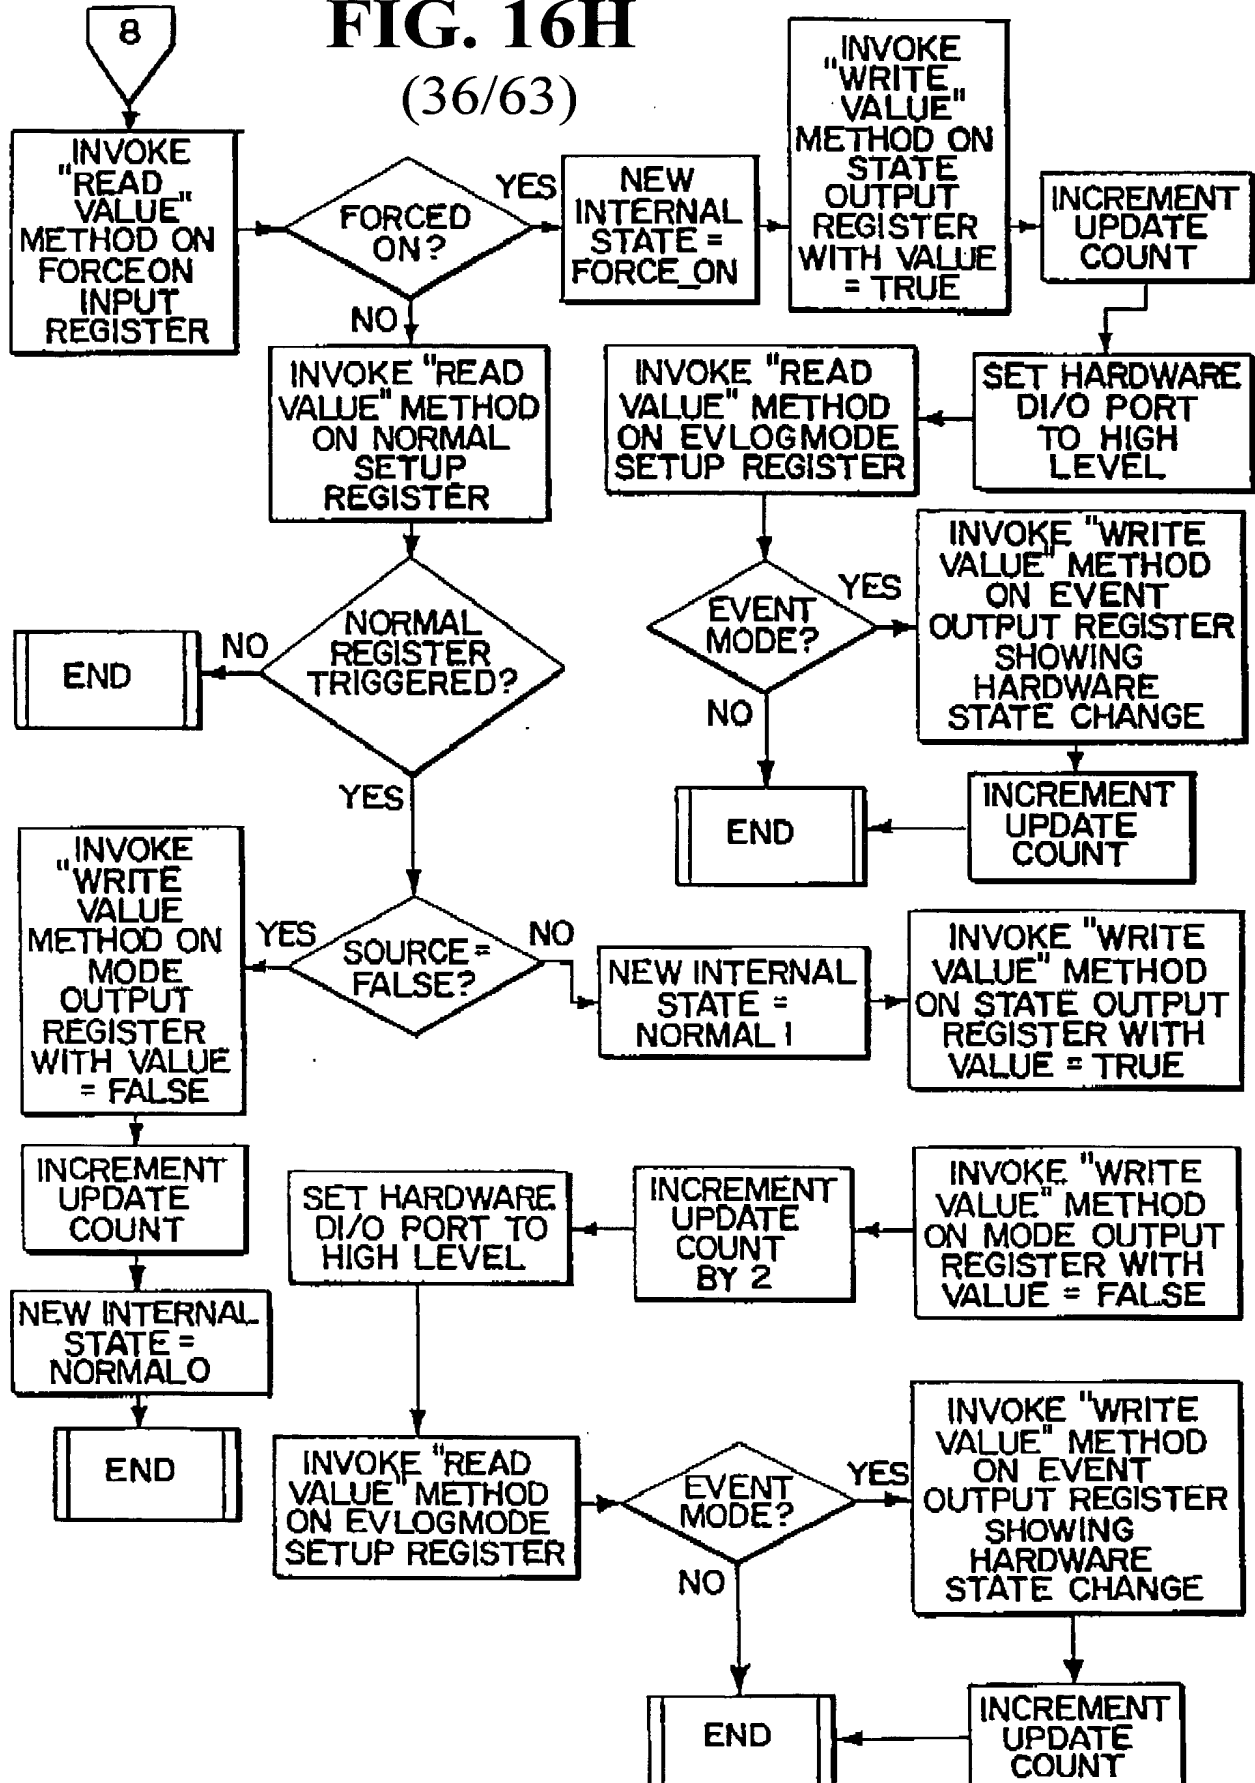 8
FIG. 16H
(36/63)
INVOKE
"READ
VALUE"
METHOD ON
FORCEON
INPUT
REGISTER
FORCED
ON?
YES
NEW
INTERNAL
STATE =
FORCE_ON
INVOKE
"WRITE
VALUE"
METHOD ON
STATE
OUTPUT
REGISTER
WITH VALUE
= TRUE
INCREMENT
UPDATE
COUNT
NO
INVOKE "READ
VALUE" METHOD
ON NORMAL
SETUP
REGISTER
INVOKE "READ
VALUE" METHOD
ON EVLOGMODE
SETUP REGISTER
SET HARDWARE
DI/O PORT
TO HIGH
LEVEL
NORMAL
REGISTER
TRIGGERED?
NO
END
EVENT
MODE?
YES
INVOKE "WRITE
VALUE" METHOD
ON EVENT
OUTPUT REGISTER
SHOWING
HARDWARE
STATE CHANGE
NO
YES
END
INCREMENT
UPDATE
COUNT
INVOKE
"WRITE
VALUE
METHOD ON
MODE
OUTPUT
REGISTER
WITH VALUE
= FALSE
YES
SOURCE =
FALSE?
NO
NEW INTERNAL
STATE =
NORMAL 1
INVOKE "WRITE
VALUE" METHOD
ON STATE OUTPUT
REGISTER WITH
VALUE = TRUE
INCREMENT
UPDATE
COUNT
SET HARDWARE
DI/O PORT TO
HIGH LEVEL
INCREMENT
UPDATE
COUNT
BY 2
INVOKE "WRITE
VALUE" METHOD
ON MODE OUTPUT
REGISTER WITH
VALUE = FALSE
NEW INTERNAL
STATE =
NORMAL0
END
INVOKE "READ
VALUE" METHOD
ON EVLOGMODE
SETUP REGISTER
EVENT
MODE?
YES
INVOKE "WRITE
VALUE" METHOD
ON EVENT
OUTPUT REGISTER
SHOWING
HARDWARE
STATE CHANGE
NO
END
INCREMENT
UPDATE
COUNT